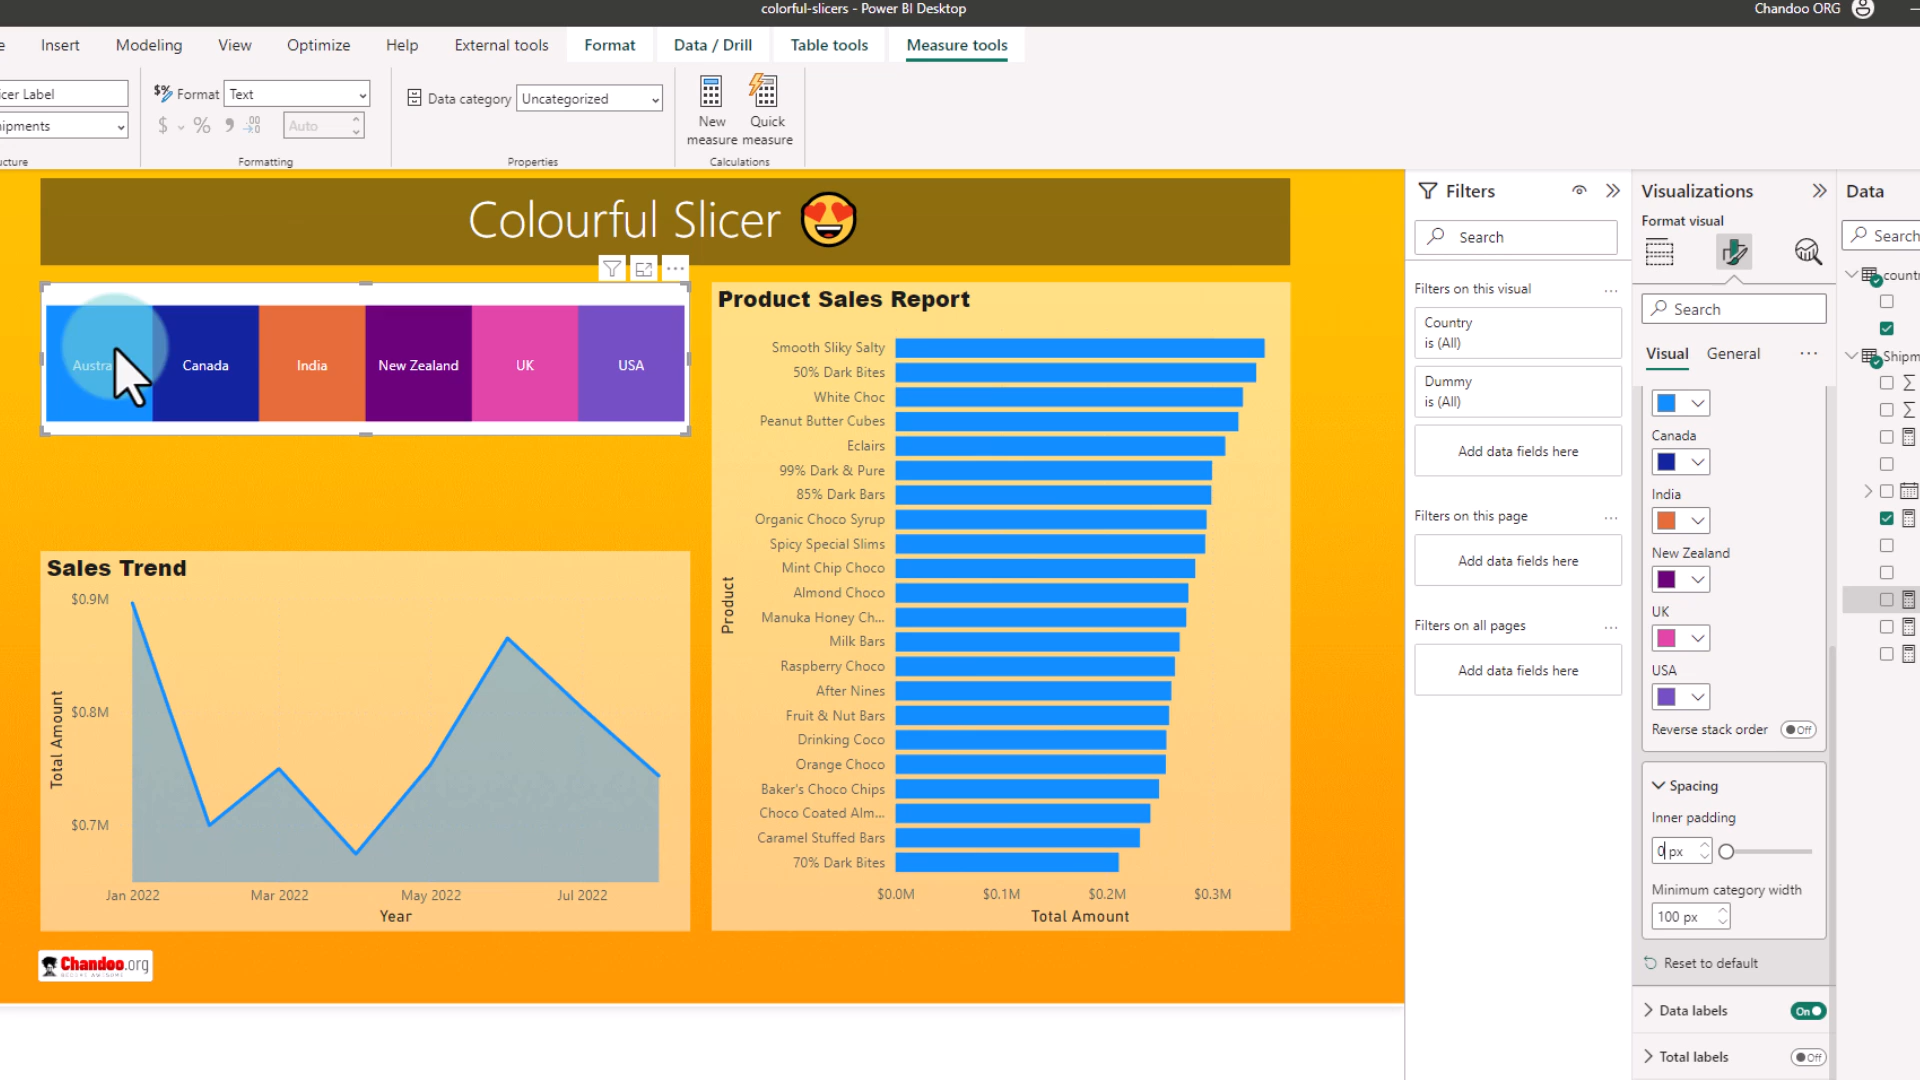 colorful-slicers - Power BI Desktop
Chandoo ORG
Insert
Modeling
View
Optimize
Help
External tools
Format
Data / Drill
Table tools
Measure tools
icer Label
Format
Text
Data category
Uncategorized
New
measure
Quick
measure
ipments
$
%
Auto
ucture
Formatting
Properties
Calculations
Colourful Slicer
Austra
Canada
India
New Zealand
UK
USA
Product Sales Report
Smooth Sliky Salty
50% Dark Bites
White Choc
Peanut Butter Cubes
Eclairs
99% Dark & Pure
85% Dark Bars
Organic Choco Syrup
Spicy Special Slims
Mint Chip Choco
Almond Choco
Manuka Honey Ch...
Milk Bars
Raspberry Choco
After Nines
Fruit & Nut Bars
Drinking Coco
Orange Choco
Baker's Choco Chips
Choco Coated Alm...
Caramel Stuffed Bars
70% Dark Bites
Product
$0.0M
$0.1M
$0.2M
$0.3M
Total Amount
Sales Trend
$0.9M
$0.8M
$0.7M
Total Amount
Jan 2022
Mar 2022
May 2022
Jul 2022
Year
Chandoo.org
Filters
Search
Filters on this visual
Country
is (All)
Dummy
is (All)
Add data fields here
Filters on this page
Add data fields here
Filters on all pages
Add data fields here
Visualizations
Format visual
Search
Visual
General
Canada
India
New Zealand
UK
USA
Reverse stack order
Off
Spacing
Inner padding
0 px
Minimum category width
100 px
Reset to default
Data labels
On
Total labels
Off
Data
Search
countr
Shipm